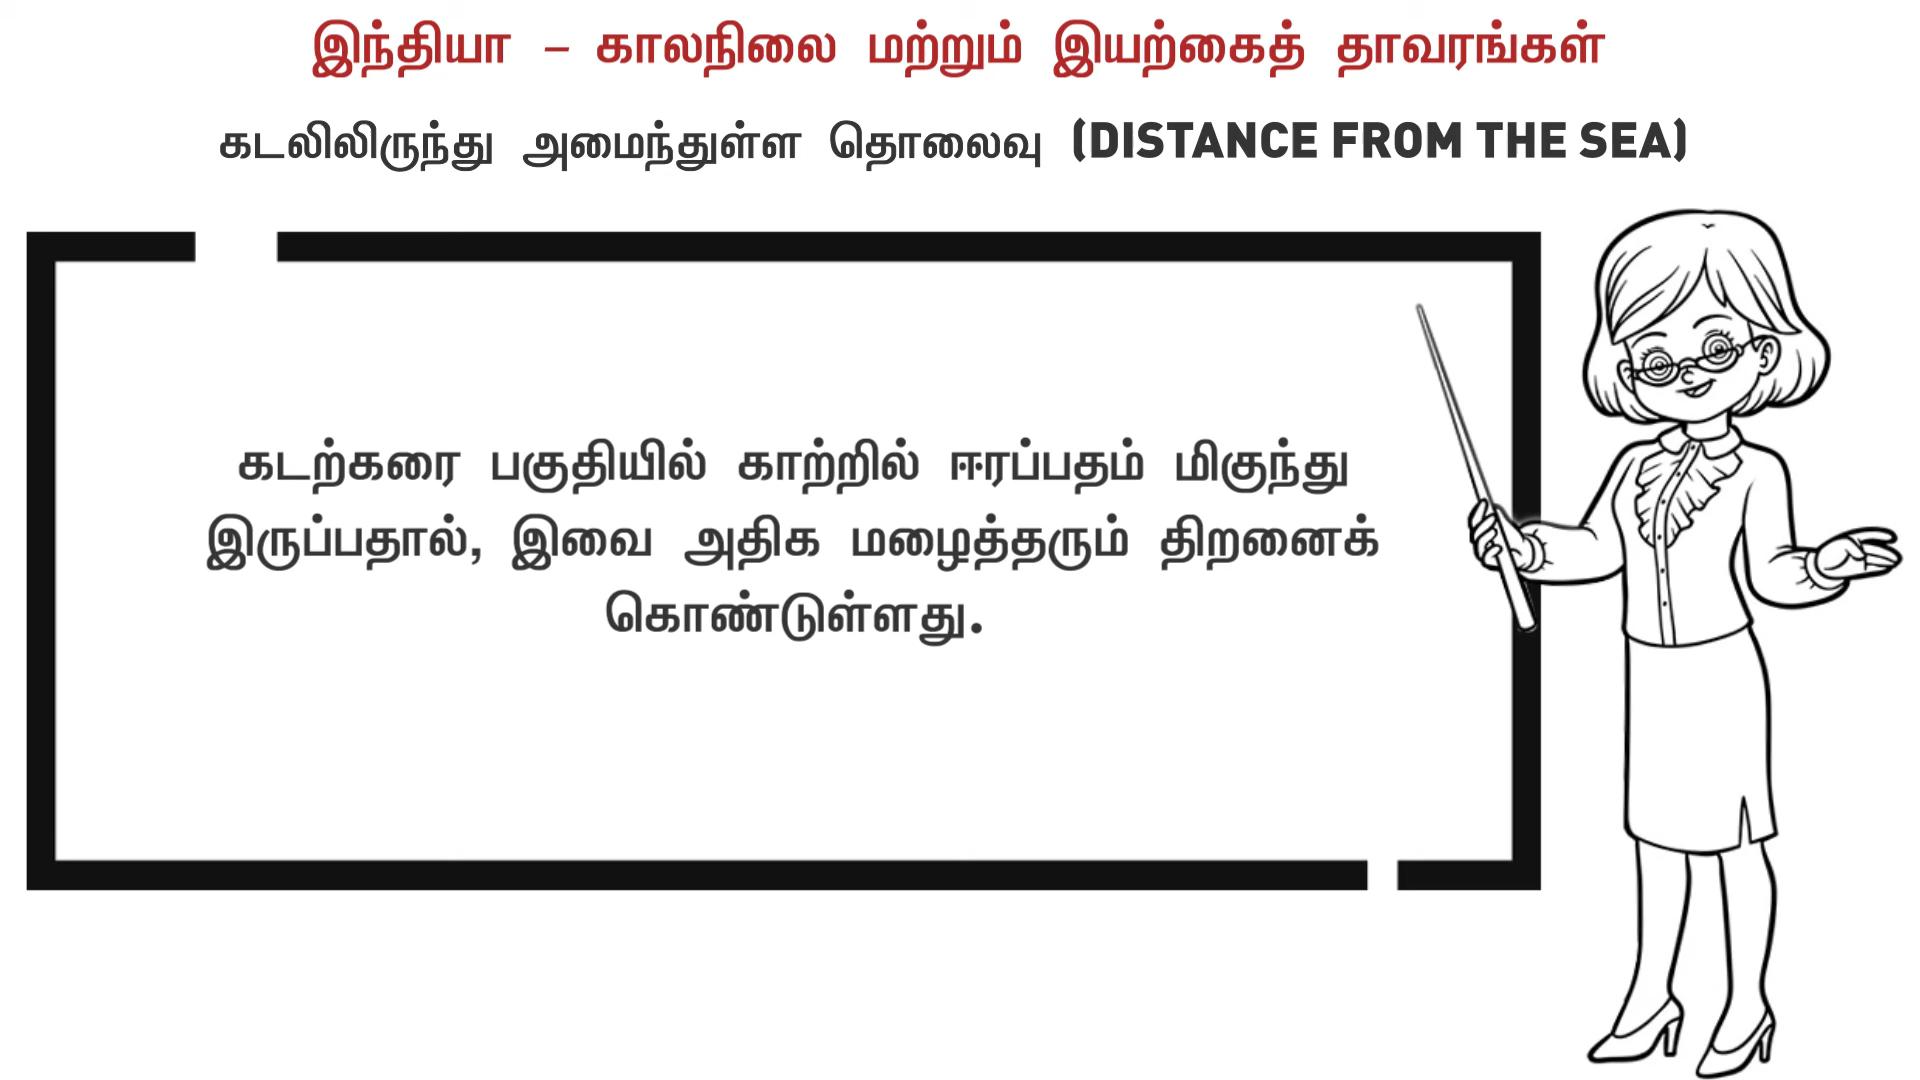 இந்தியா – காலநிலை மற்றும் இயற்கைத் தாவரங்கள்
கடலிலிருந்து அமைந்துள்ள தொலைவு (DISTANCE FROM THE SEA)
கடற்கரை பகுதியில் காற்றில் ஈரப்பதம் மிகுந்து
இருப்பதால், இவை அதிக மழைத்தரும் திறனைக்
கொண்டுள்ளது.